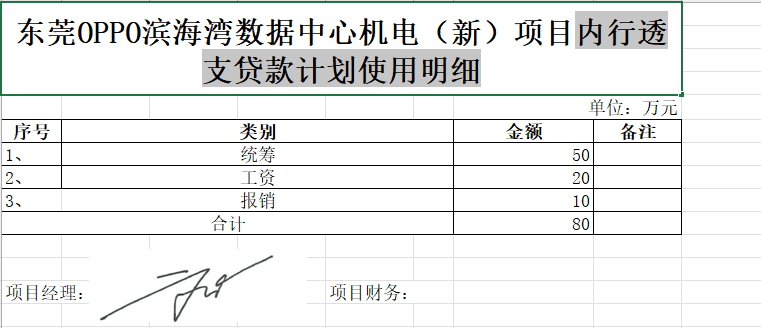 东莞OPPO滨海湾数据中心机电（新）项目内行透
支贷款计划使用明细
单位：万元
序号 类别 金额 备注
1、 统筹 50
2、 工资 20
3、 报销 10
合计 80
项目经理： 项目财务：